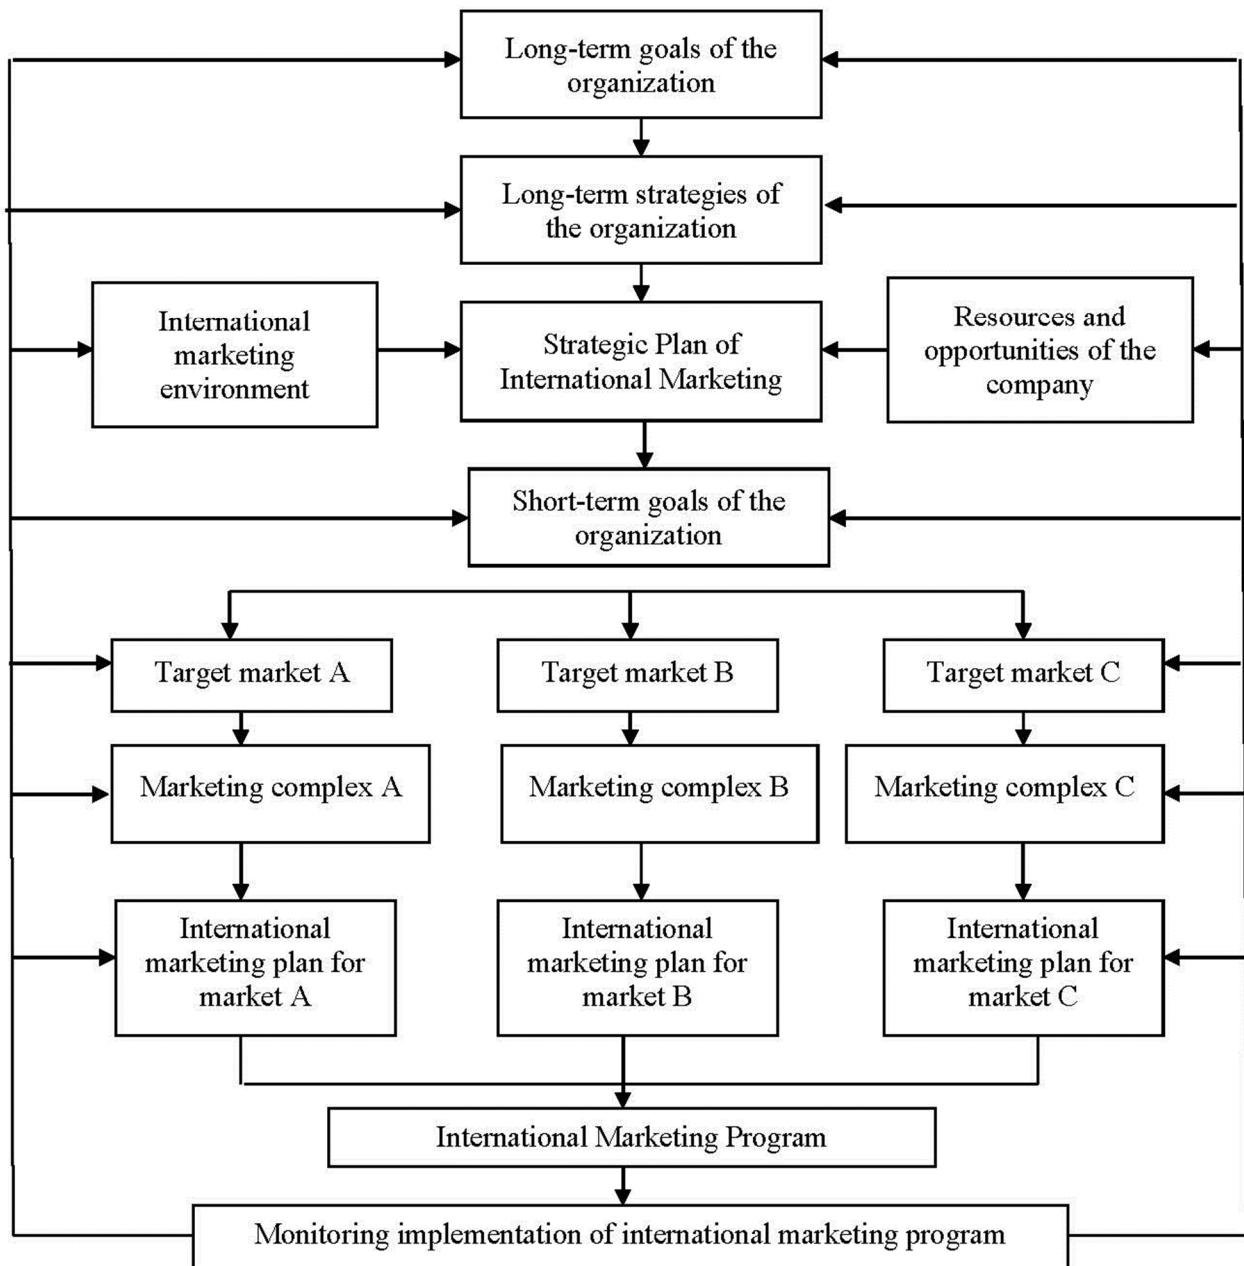 Long-term goals of the
organization
Long-term strategies of
the organization
International
marketing
environment
Strategic Plan of
International Marketing
Resources and
opportunities of the
company
Short-term goals of the
organization
Target market A
Target market B
Target market C
Marketing complex A
Marketing complex B
Marketing complex C
International
marketing plan for
market A
International
marketing plan for
market B
International
marketing plan for
market C
International Marketing Program
Monitoring implementation of international marketing program